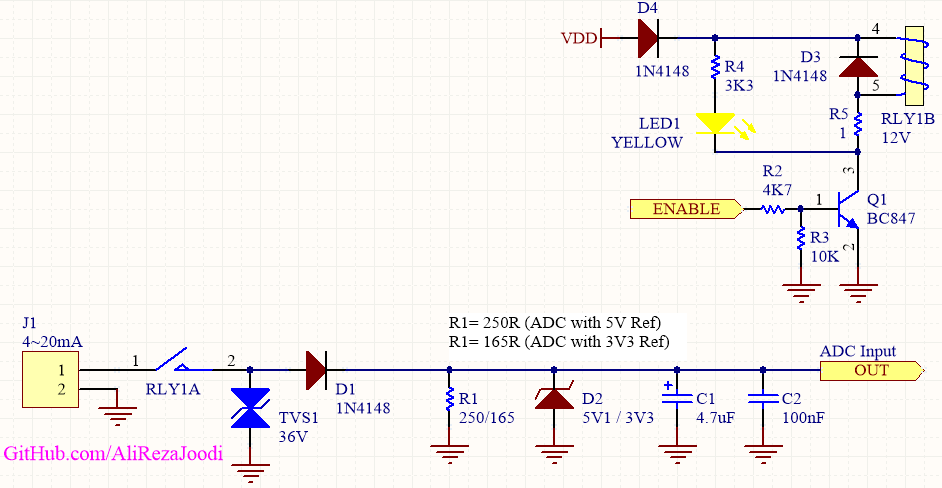 D4
VDD
1N4148
R4
3K3
D3
1N4148
4
5
RLY1B
12V
R5
1
LED1
YELLOW
3
R2
4K7
ENABLE
1
Q1
BC847
2
R3
10K
R1= 250R (ADC with 5V Ref)
R1= 165R (ADC with 3V3 Ref)
J1
4~20mA
1
2
1
2
RLY1A
D1
1N4148
TVS1
36V
R1
250/165
D2
5V1 / 3V3
C1
4.7uF
C2
100nF
ADC Input
OUT
GitHub.com/AliRezaJoodi